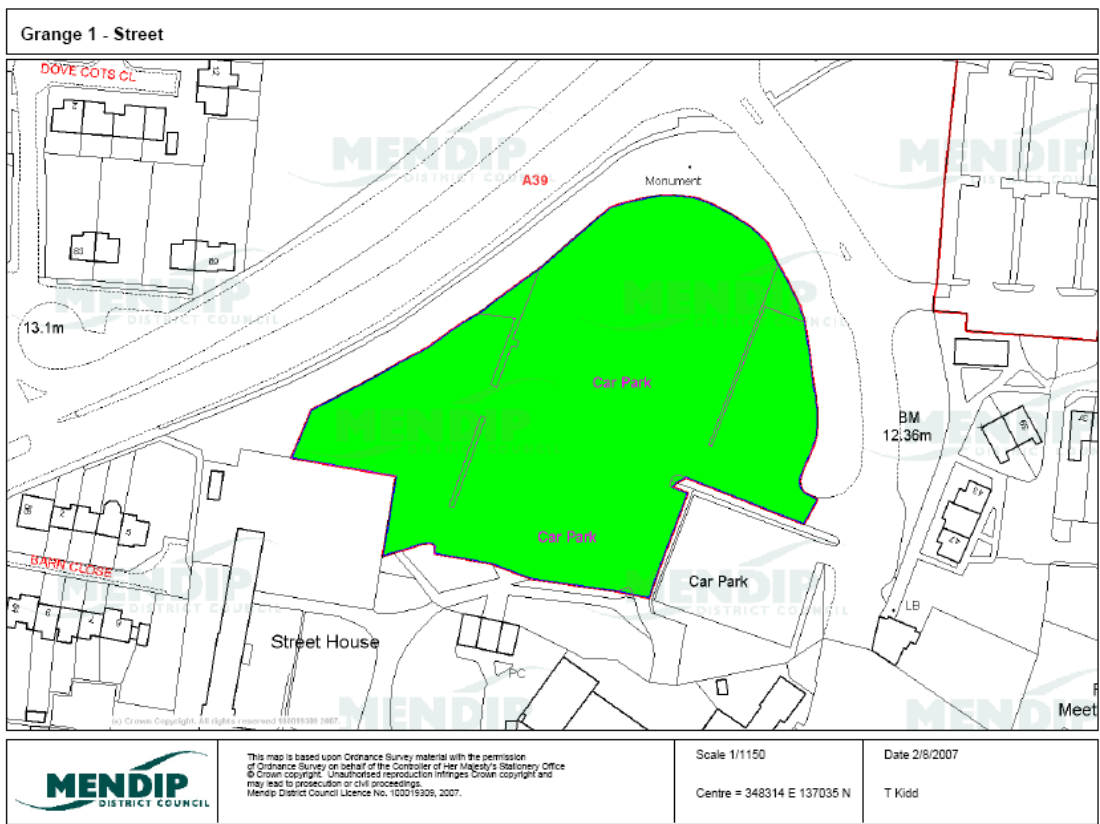 Grange 1 - Street
DOVE COTS CL
A39
Monument
13.1m
Car Park
BM
12.36m
Car Park
Car Park
BARN CLOSE
Street House
PC
LB
Meet
(c) Crown Copyright. All rights reserved 100019309 2007.
MENDIP
DISTRICT COUNCIL
This map is based upon Ordnance Survey material with the permission
of Ordnance Survey on behalf of the Controller of Her Majesty's Stationery Office
© Crown copyright. Unauthorised reproduction infringes Crown copyright and
may lead to prosecution or civil proceedings.
Mendip District Council Licence No. 100019309, 2007.
Scale 1/1150
Centre = 348314 E 137035 N
Date 2/8/2007
T Kidd